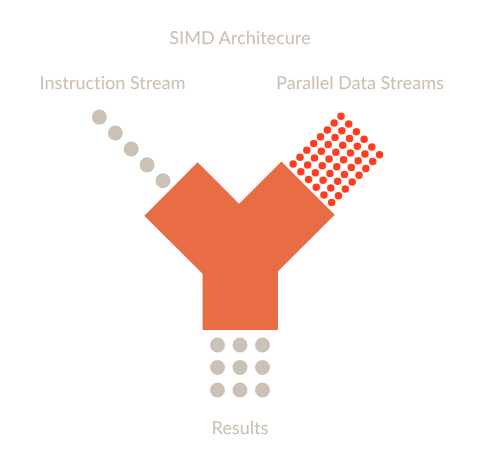 SIMD Architecure
Instruction Stream
Parallel Data Streams
Results